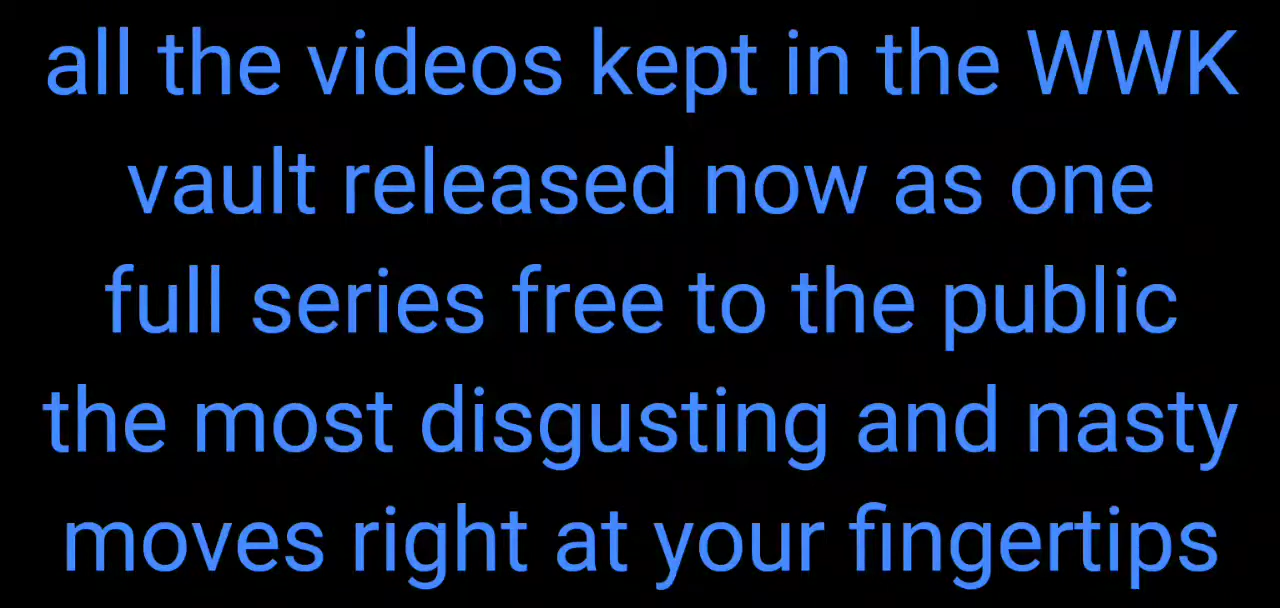 all the videos kept in the WWK
vault released now as one
full series free to the public
the most disgusting and nasty
moves right at your fingertips